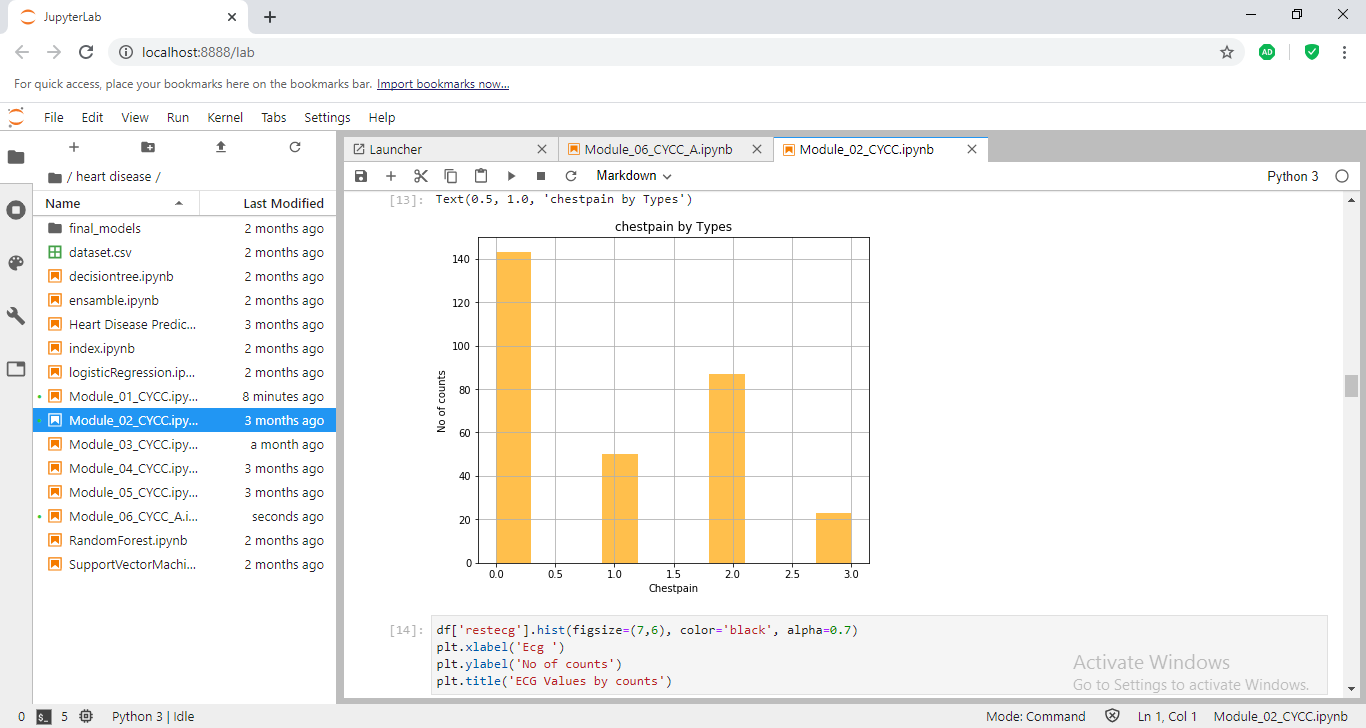 JupyterLab
localhost:8888/lab
AD
For quick access, place your bookmarks here on the bookmarks bar. Import bookmarks now...
File Edit View Run Kernel Tabs Settings Help
Launcher
Module_06_CYCC_A.ipynb
Module_02_CYCC.ipynb
Markdown
Python 3
/ heart disease /
Name Last Modified
final_models 2 months ago
dataset.csv 2 months ago
decisiontree.ipynb 2 months ago
ensamble.ipynb 2 months ago
Heart Disease Predic... 3 months ago
index.ipynb 2 months ago
logisticRegression.ip... 2 months ago
Module_01_CYCC.ipy... 8 minutes ago
Module_02_CYCC.ipy... 3 months ago
Module_03_CYCC.ipy... a month ago
Module_04_CYCC.ipy... 3 months ago
Module_05_CYCC.ipy... 3 months ago
Module_06_CYCC_A.i... seconds ago
RandomForest.ipynb 2 months ago
SupportVectorMachi... 2 months ago
[13]: Text(0.5, 1.0, 'chestpain by Types')
chestpain by Types
140
120
100
80
60
40
20
0
No of counts
0.0 0.5 1.0 1.5 2.0 2.5 3.0
Chestpain
[14]: df['restecg'].hist(figsize=(7,6), color='black', alpha=0.7)
plt.xlabel('Ecg ')
plt.ylabel('No of counts')
plt.title('ECG Values by counts')
Activate Windows
Go to Settings to activate Windows.
0 $_ 5 Python 3 | Idle
Mode: Command Ln 1, Col 1 Module_02_CYCC.ipynb